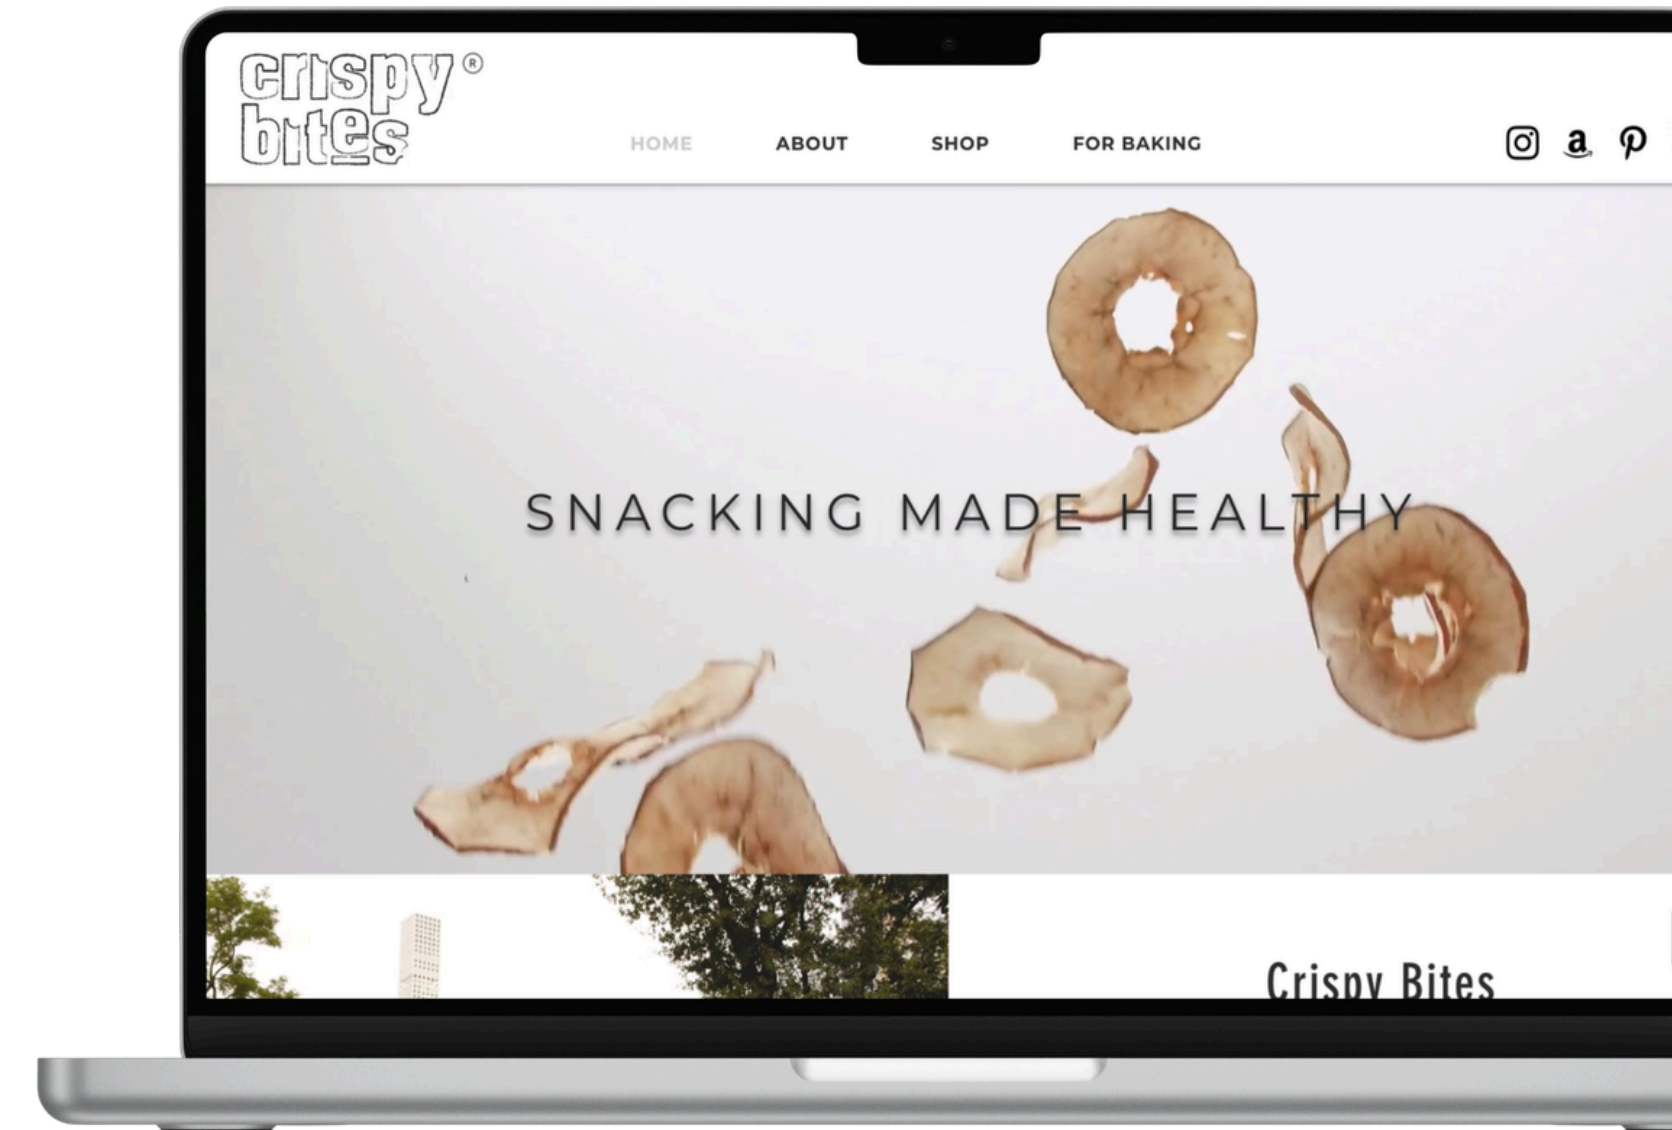 crispy®
bites
HOME ABOUT SHOP FOR BAKING
SNACKING MADE HEALTHY
Crispy Bites